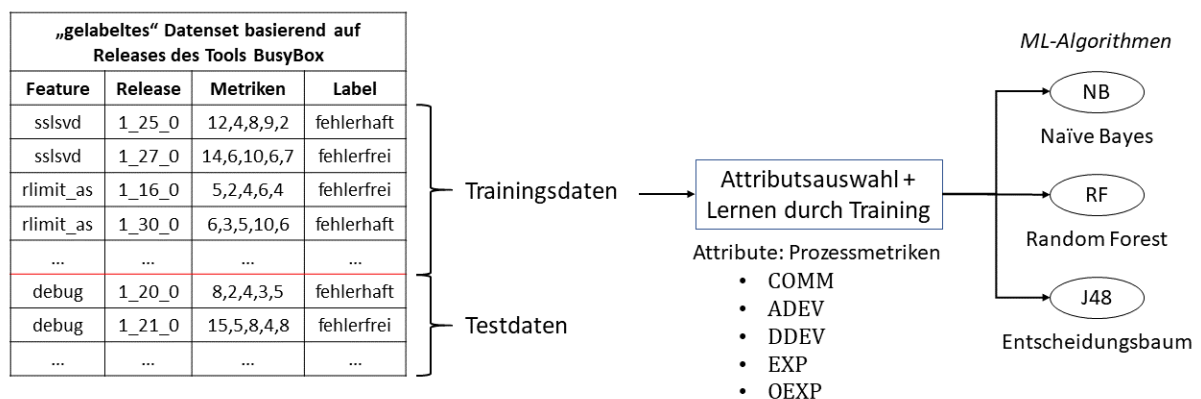 „gelabeltes“ Datenset basierend auf
Releases des Tools BusyBox
Feature Release Metriken Label
sslsvd 1_25_0 12,4,8,9,2 fehlerhaft
sslsvd 1_27_0 14,6,10,6,7 fehlerfrei
rlimit_as 1_16_0 5,2,4,6,4 fehlerfrei
rlimit_as 1_30_0 6,3,5,10,6 fehlerhaft
... ... ... ...
debug 1_20_0 8,2,4,3,5 fehlerhaft
debug 1_21_0 15,5,8,4,8 fehlerfrei
... ... ... ...
Trainingsdaten
Testdaten
Attributsauswahl +
Lernen durch Training
Attribute: Prozessmetriken
• COMM
• ADEV
• DDEV
• EXP
• OEXP
ML-Algorithmen
NB
Naïve Bayes
RF
Random Forest
J48
Entscheidungsbaum